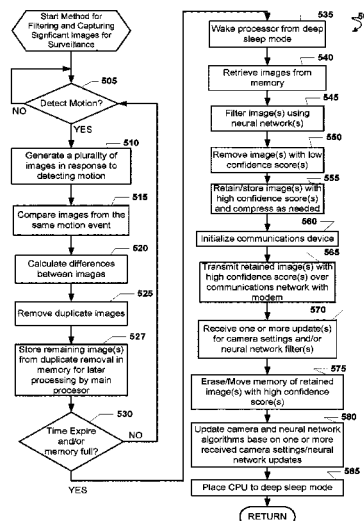 Start Method for
Filtering and Capturing
Signficant Images for
Surveillance
505
Detect Motion?
NO
YES
510
Generate a plurality of
images in response to
detecting motion
515
Compare images from the
same motion event
520
Calculate differences
between images
525
Remove duplicate images
527
Store remaining image(s)
from duplicate removal in
memory for later
processing by main
procesor
530
Time Expire
and/or
memory full?
NO
YES
535
Wake processor from deep
sleep mode
540
Retrieve images from
memory
545
Filter image(s) using
neural network(s)
550
Remove image(s) with low
confidence score(s)
555
Retain/store image(s) with
high confidence score(s)
and compress as needed
560
Initialize communications
device
565
Transmit retained image(s) with
high confidence score(s) over
communications network with
modem
570
Receive one or more update(s)
for camera settings and/or
neural network filter(s)
575
Erase/Move memory of retained
image(s) with high confidence
score(s)
580
Update camera and neural network
algorithms base on one or more
received camera settings/neural
network updates
585
Place CPU to deep sleep mode
RETURN